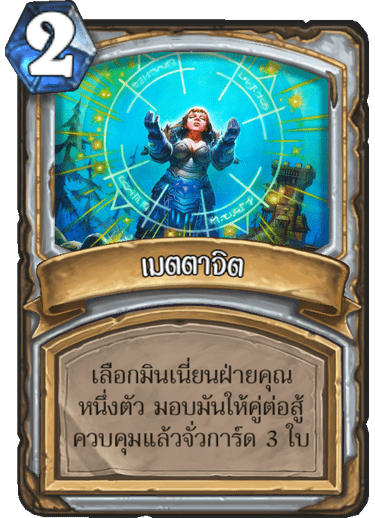 2
เมตตาจิต
เลือกมินเนี่ยนฝ่ายคุณ
หนึ่งตัว มอบมันให้คู่ต่อสู้
ควบคุมแล้วจั่วการ์ด 3 ใบ